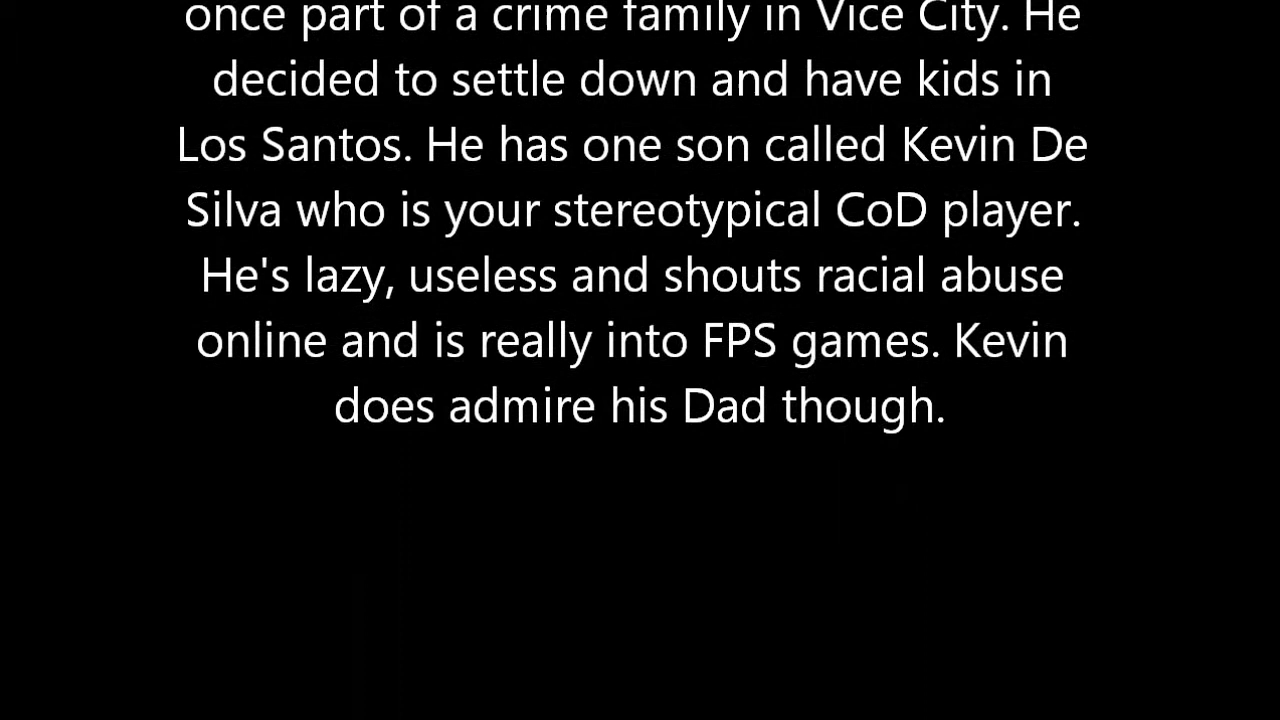 once part of a crime family in Vice City. He
decided to settle down and have kids in
Los Santos. He has one son called Kevin De
Silva who is your stereotypical CoD player.
He's lazy, useless and shouts racial abuse
online and is really into FPS games. Kevin
does admire his Dad though.